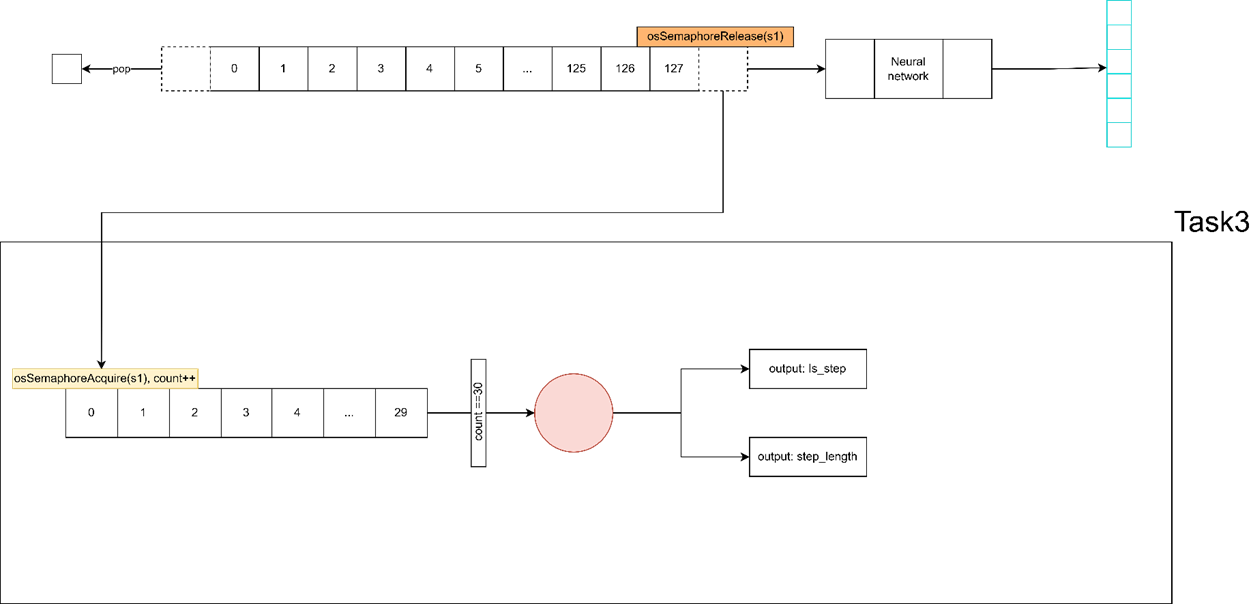 osSemaphoreRelease(s1)
pop
0 1 2 3 4 5 ... 125 126 127
Neural
network
Task3
osSemaphoreAcquire(s1), count++
0 1 2 3 4 ... 29
count ==30
output: Is_step
output: step_length